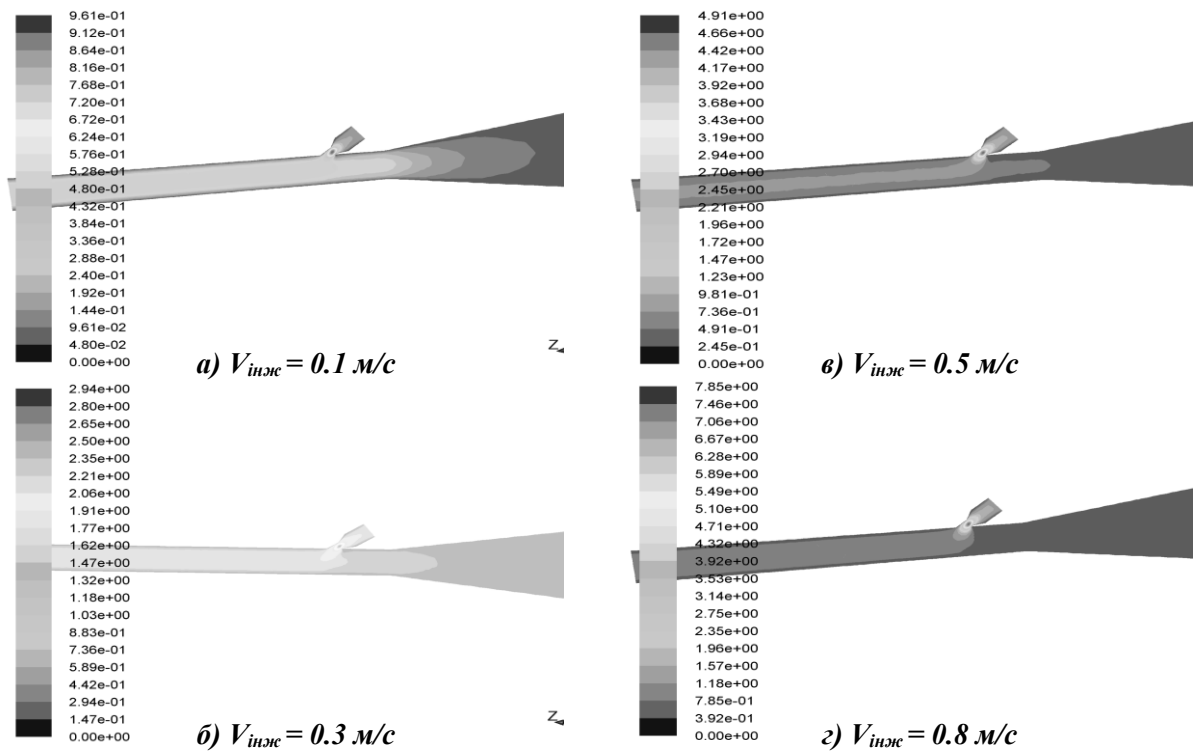 9.61e-01
9.12e-01
8.64e-01
8.16e-01
7.68e-01
7.20e-01
6.72e-01
6.24e-01
5.76e-01
5.28e-01
4.80e-01
4.32e-01
3.84e-01
3.36e-01
2.88e-01
2.40e-01
1.92e-01
1.44e-01
9.61e-02
4.80e-02
0.00e+00
Z
а) Vінж = 0.1 м/с
4.91e+00
4.66e+00
4.42e+00
4.17e+00
3.92e+00
3.68e+00
3.43e+00
3.19e+00
2.94e+00
2.70e+00
2.45e+00
2.21e+00
1.96e+00
1.72e+00
1.47e+00
1.23e+00
9.81e-01
7.36e-01
4.91e-01
2.45e-01
0.00e+00
в) Vінж = 0.5 м/с
2.94e+00
2.80e+00
2.65e+00
2.50e+00
2.35e+00
2.21e+00
2.06e+00
1.91e+00
1.77e+00
1.62e+00
1.47e+00
1.32e+00
1.18e+00
1.03e+00
8.83e-01
7.36e-01
5.89e-01
4.42e-01
2.94e-01
1.47e-01
0.00e+00
Z
б) Vінж = 0.3 м/с
7.85e+00
7.46e+00
7.06e+00
6.67e+00
6.28e+00
5.89e+00
5.49e+00
5.10e+00
4.71e+00
4.32e+00
3.92e+00
3.53e+00
3.14e+00
2.75e+00
2.35e+00
1.96e+00
1.57e+00
1.18e+00
7.85e-01
3.92e-01
0.00e+00
г) Vінж = 0.8 м/с